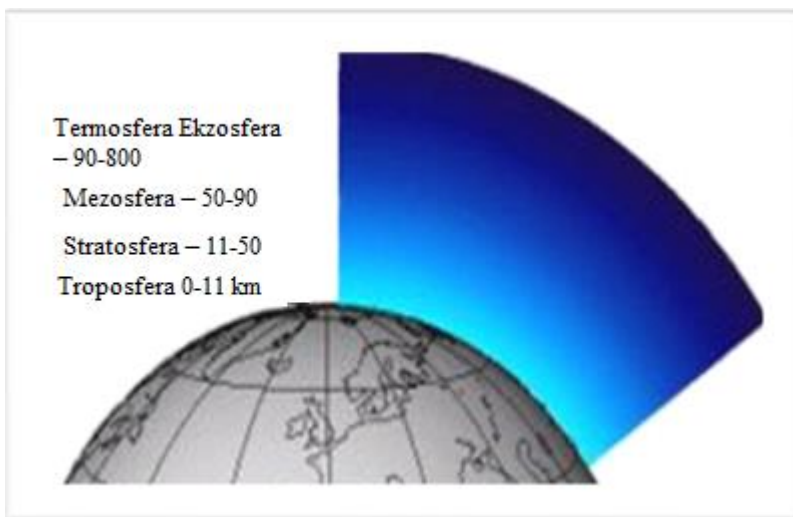 Termosfera Ekzosfera
– 90-800
Mezosfera – 50-90
Stratosfera – 11-50
Troposfera 0-11 km